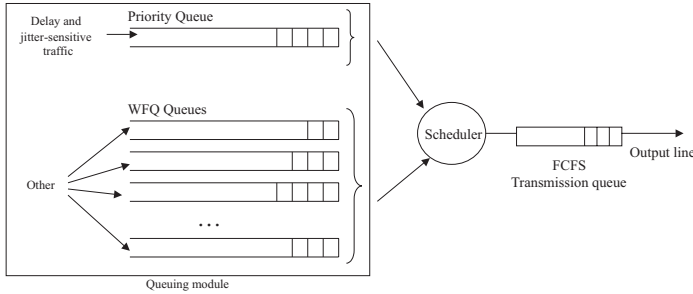 Delay and
jitter-sensitive
traffic
Priority Queue
WFQ Queues
Other
...
Queuing module
Scheduler
FCFS
Transmission queue
Output line